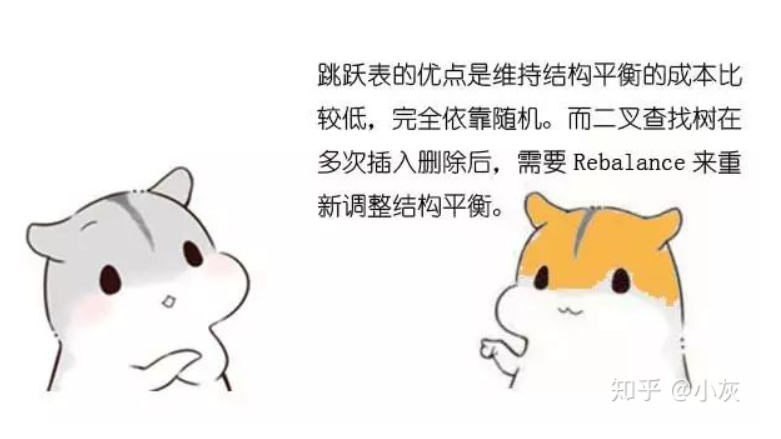 跳跃表的优点是维持结构平衡的成本比
较低，完全依靠随机。而二叉查找树在
多次插入删除后，需要 Rebalance 来重
新调整结构平衡。
知乎 @小灰